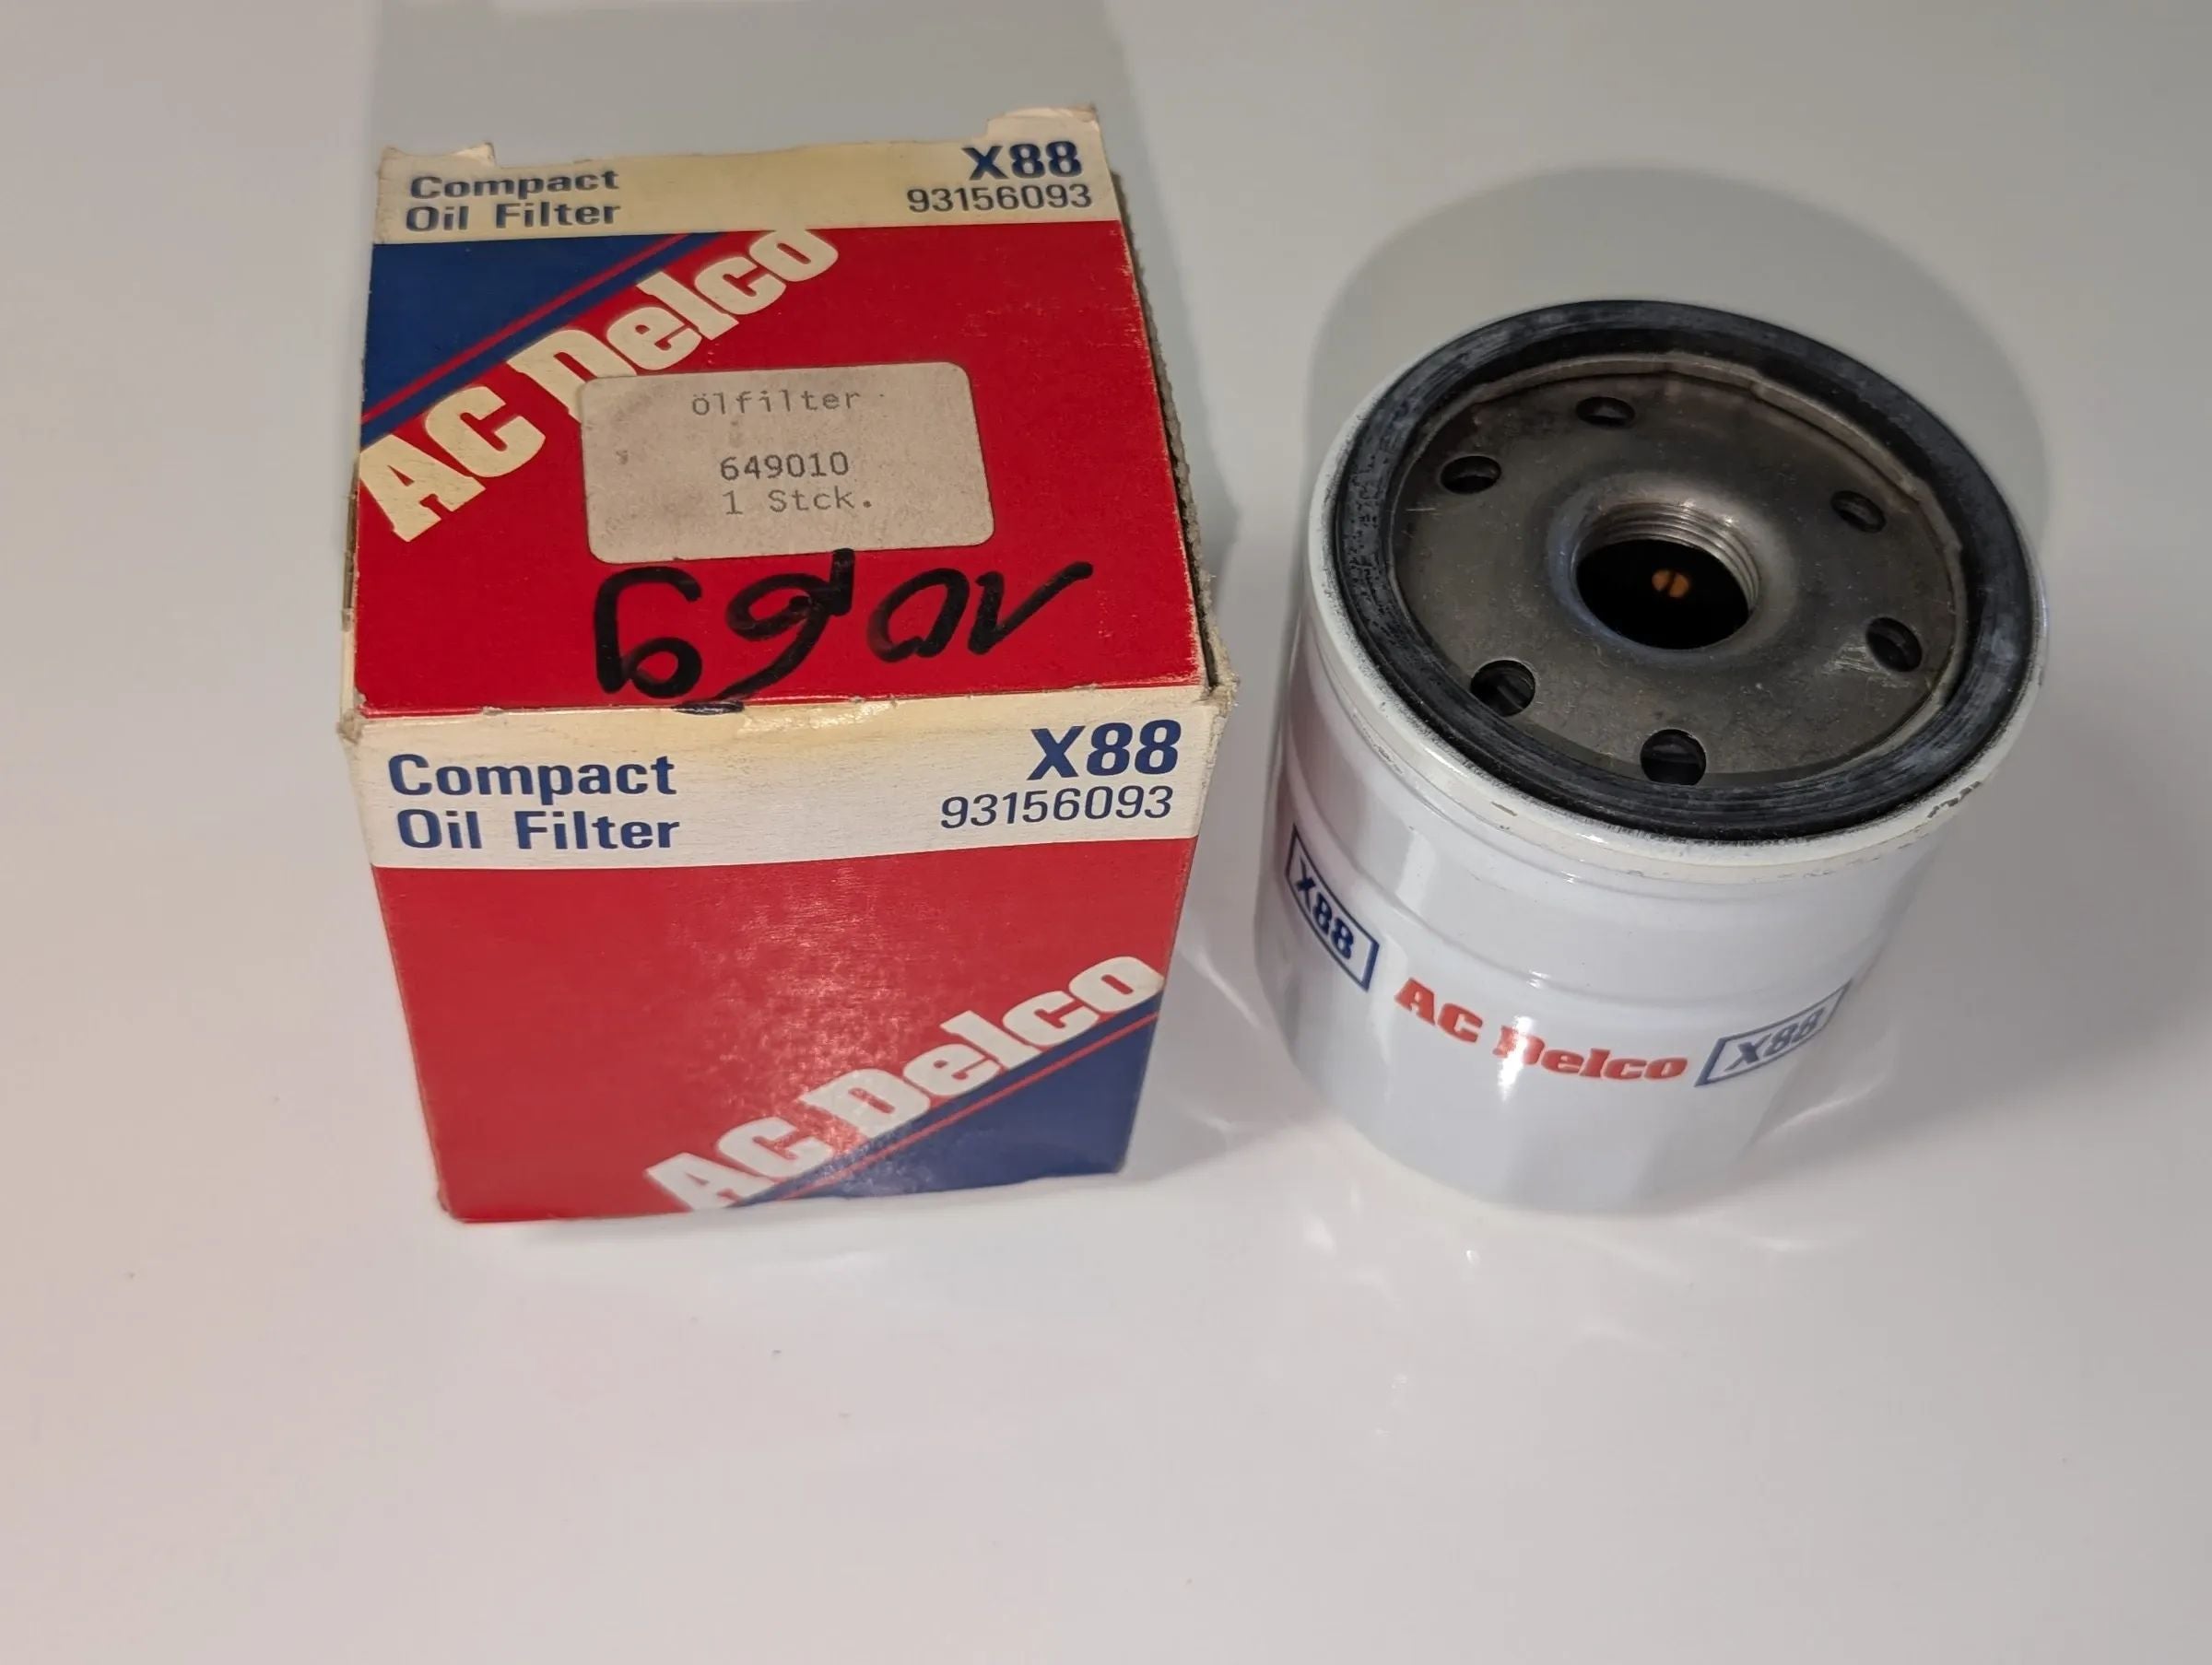 Compact
Oil Filter
X88
93156093
AC Delco
ölfilter
649010
1 Stck.
Compact
Oil Filter
X88
93156093
AC Delco
X88
AC Delco
X88